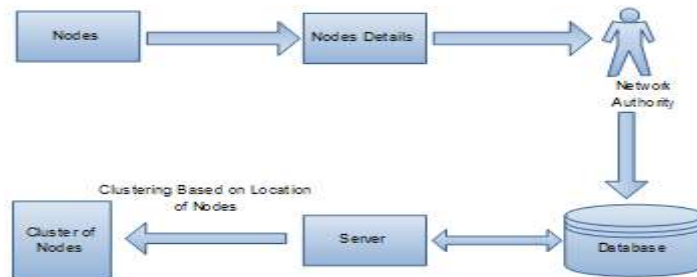 Nodes
Nodes Details
Network
Authority
Clustering Based on Location
of Nodes
Cluster of
Nodes
Server
Database